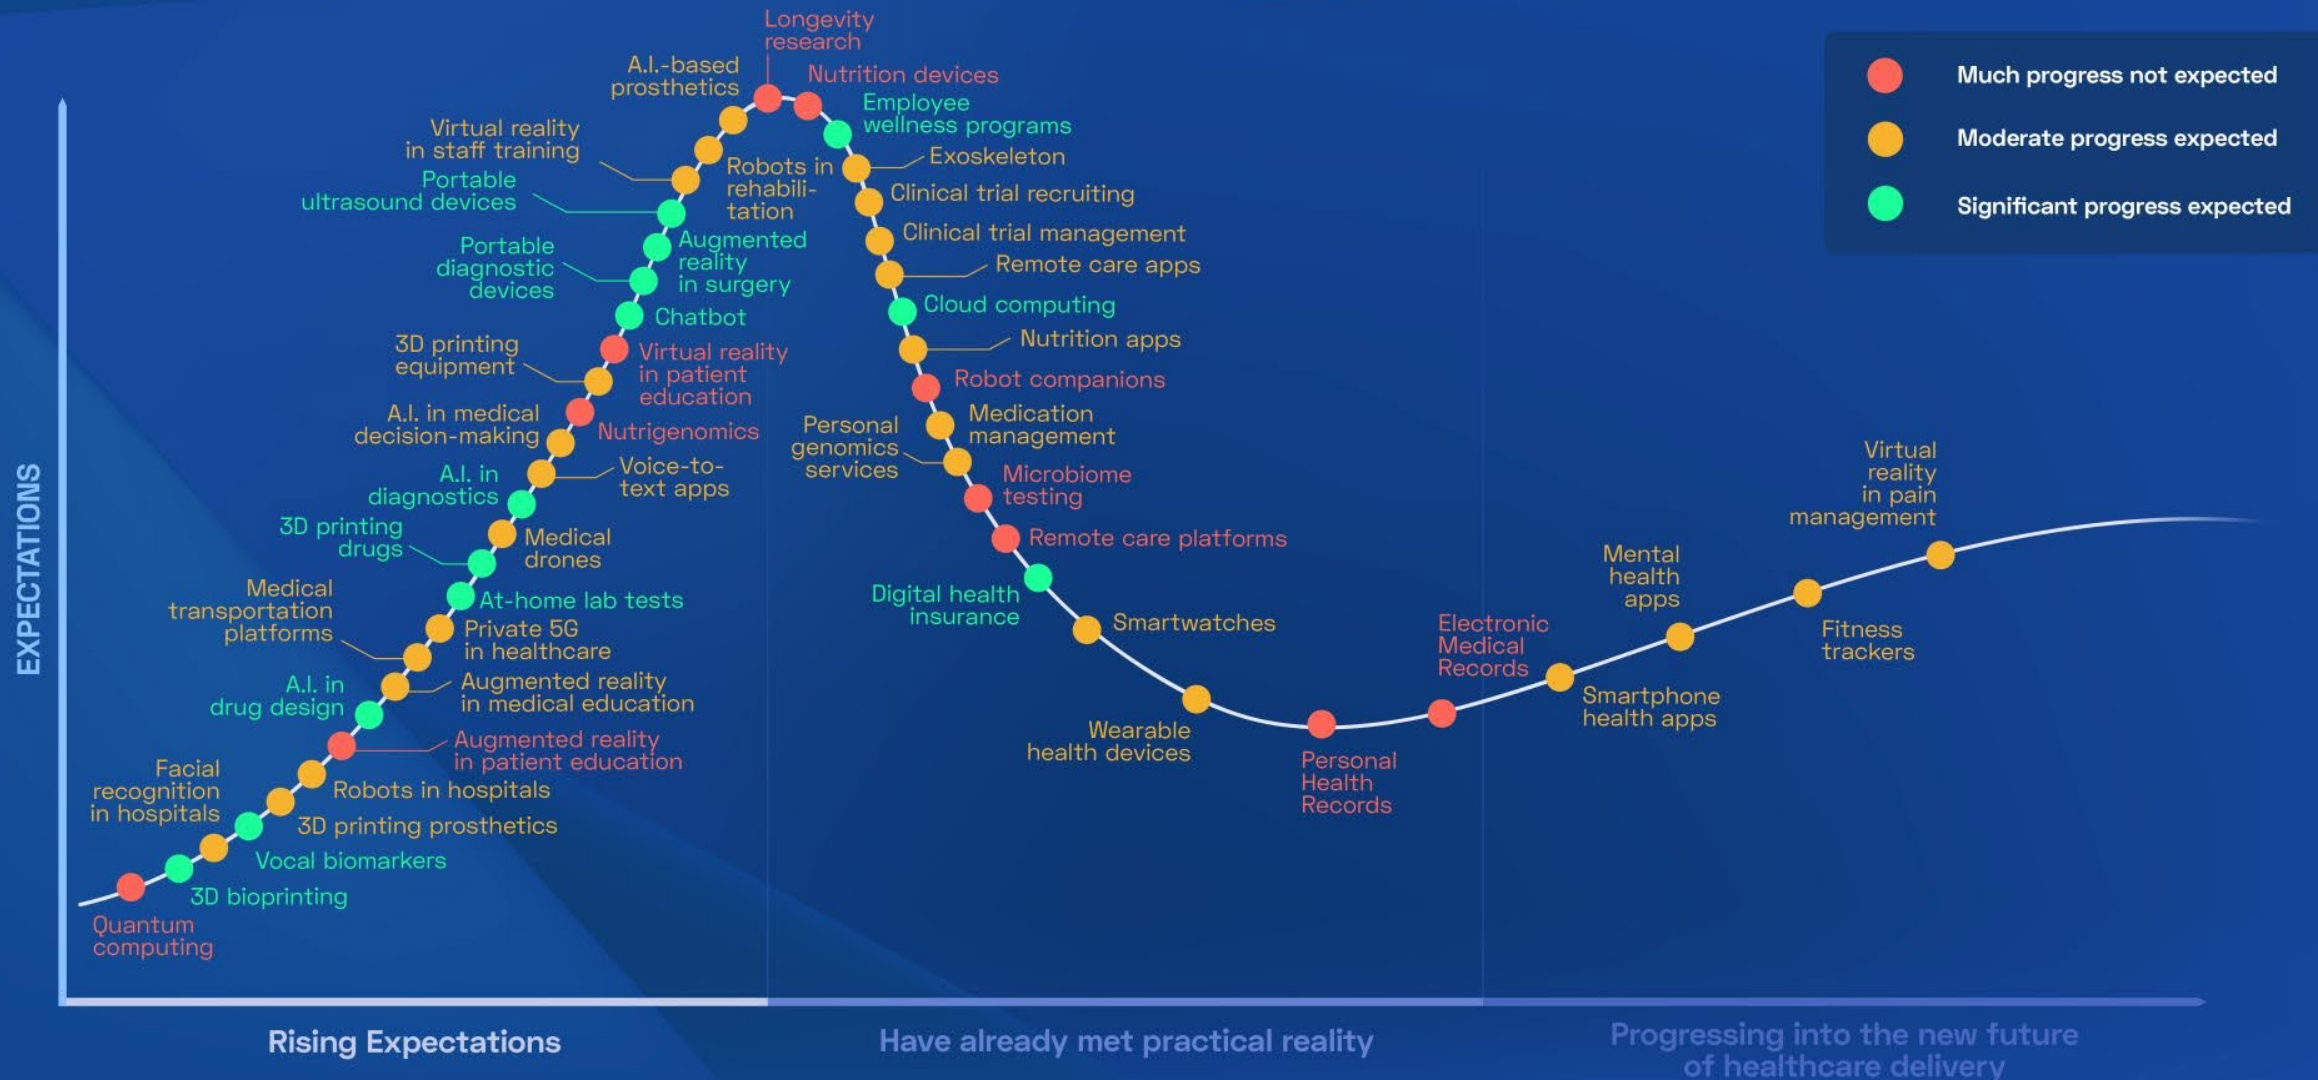 Longevity
research
A.I.-based
prosthetics
Nutrition devices
Employee
wellness programs
Virtual reality
in staff training
Exoskeleton
Robots in
rehabili-
tation
Portable
ultrasound devices
Clinical trial recruiting
Clinical trial management
Augmented
reality
in surgery
Portable
diagnostic
devices
Remote care apps
Cloud computing
Chatbot
Nutrition apps
3D printing
equipment
Virtual reality
in patient
education
Robot companions
A.I. in medical
decision-making
Nutrigenomics
Medication
management
Personal
genomics
services
Voice-to-
text apps
A.I. in
diagnostics
Microbiome
testing
3D printing
drugs
Medical
drones
Remote care platforms
Medical
transportation
platforms
At-home lab tests
Digital health
insurance
Private 5G
in healthcare
Smartwatches
A.I. in
drug design
Augmented reality
in medical education
Augmented reality
in patient education
Wearable
health devices
Facial
recognition
in hospitals
Robots in hospitals
3D printing prosthetics
Vocal biomarkers
3D bioprinting
Quantum
computing
Personal
Health
Records
Electronic
Medical
Records
Smartphone
health apps
Mental
health
apps
Fitness
trackers
Virtual
reality
in pain
management
Much progress not expected
Moderate progress expected
Significant progress expected
EXPECTATIONS
Rising Expectations
Have already met practical reality
Progressing into the new future
of healthcare delivery